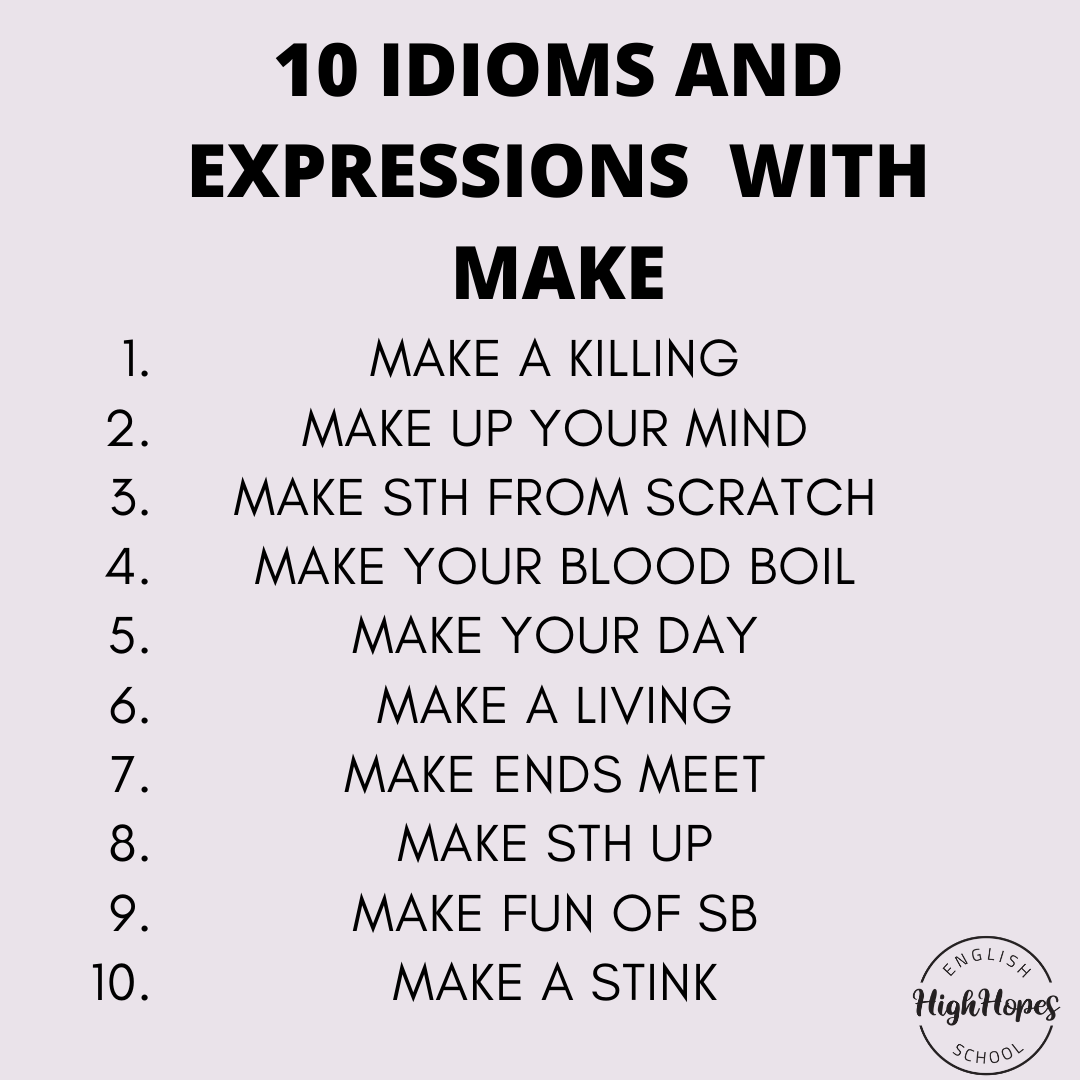 10 IDIOMS AND
EXPRESSIONS WITH
MAKE
1. MAKE A KILLING
2. MAKE UP YOUR MIND
3. MAKE STH FROM SCRATCH
4. MAKE YOUR BLOOD BOIL
5. MAKE YOUR DAY
6. MAKE A LIVING
7. MAKE ENDS MEET
8. MAKE STH UP
9. MAKE FUN OF SB
10. MAKE A STINK
ENGLISH
HighHopes
SCHOOL